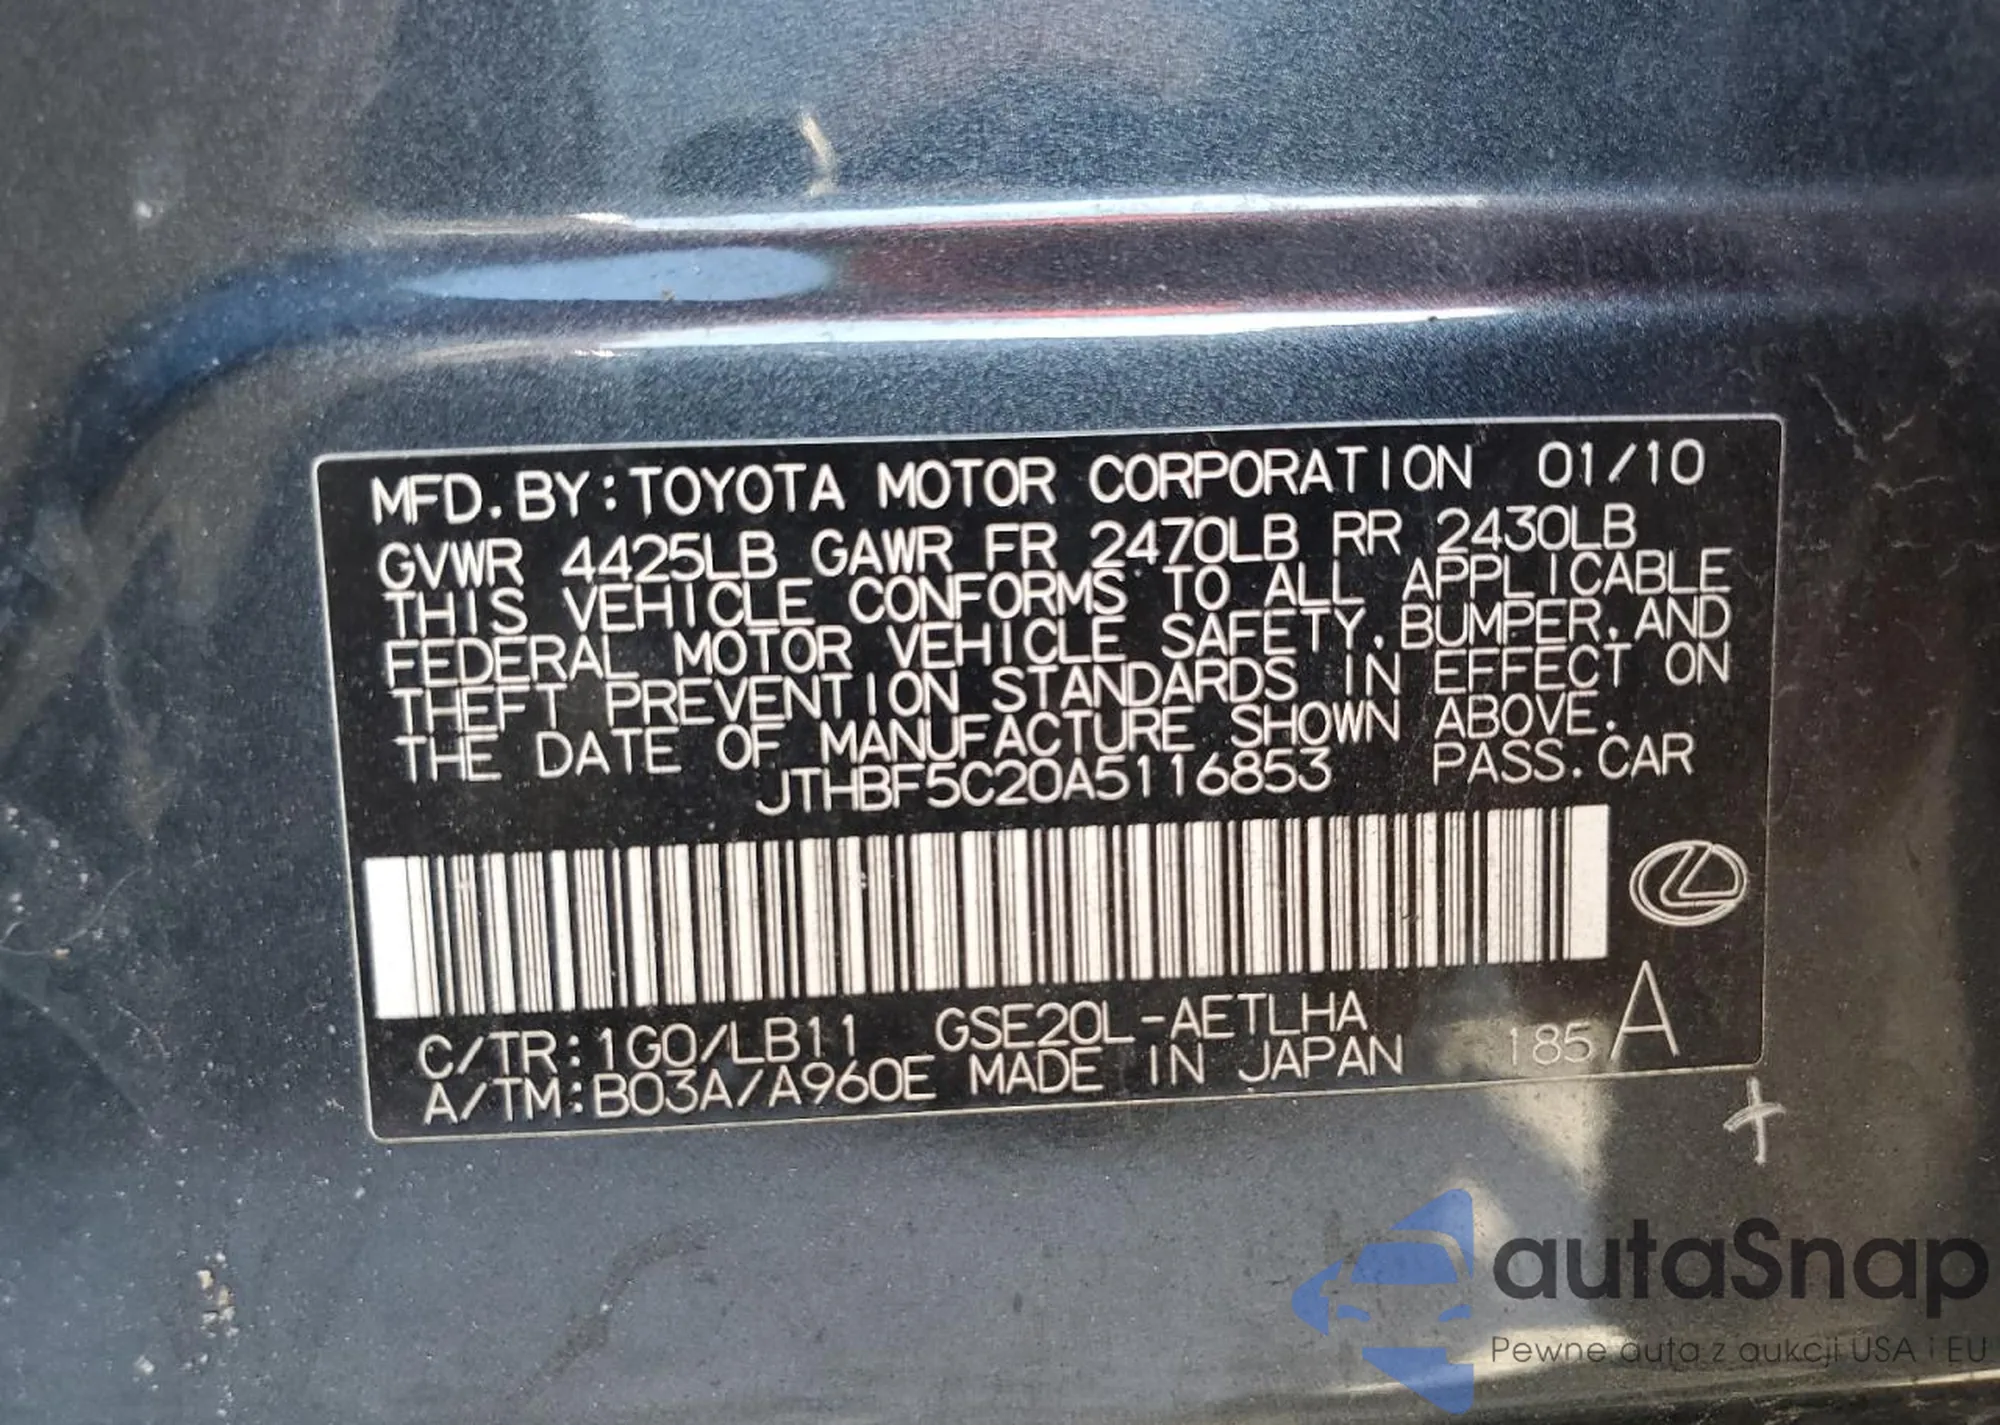 MFD. BY: TOYOTA MOTOR CORPORATION 01/10
GVWR 4425LB GAWR FR 2470LB RR 2430LB
THIS VEHICLE CONFORMS TO ALL APPLICABLE
FEDERAL MOTOR VEHICLE SAFETY, BUMPER, AND
THEFT PREVENTION STANDARDS IN EFFECT ON
THE DATE OF MANUFACTURE SHOWN ABOVE.
JTHBF5C20A5116853 PASS. CAR
C/TR: 1G0/LB11 GSE20L-AETLHA
A/TM: B03A/A960E MADE IN JAPAN 185 A
autaSnap
Pewne auta z aukcji USA i EU